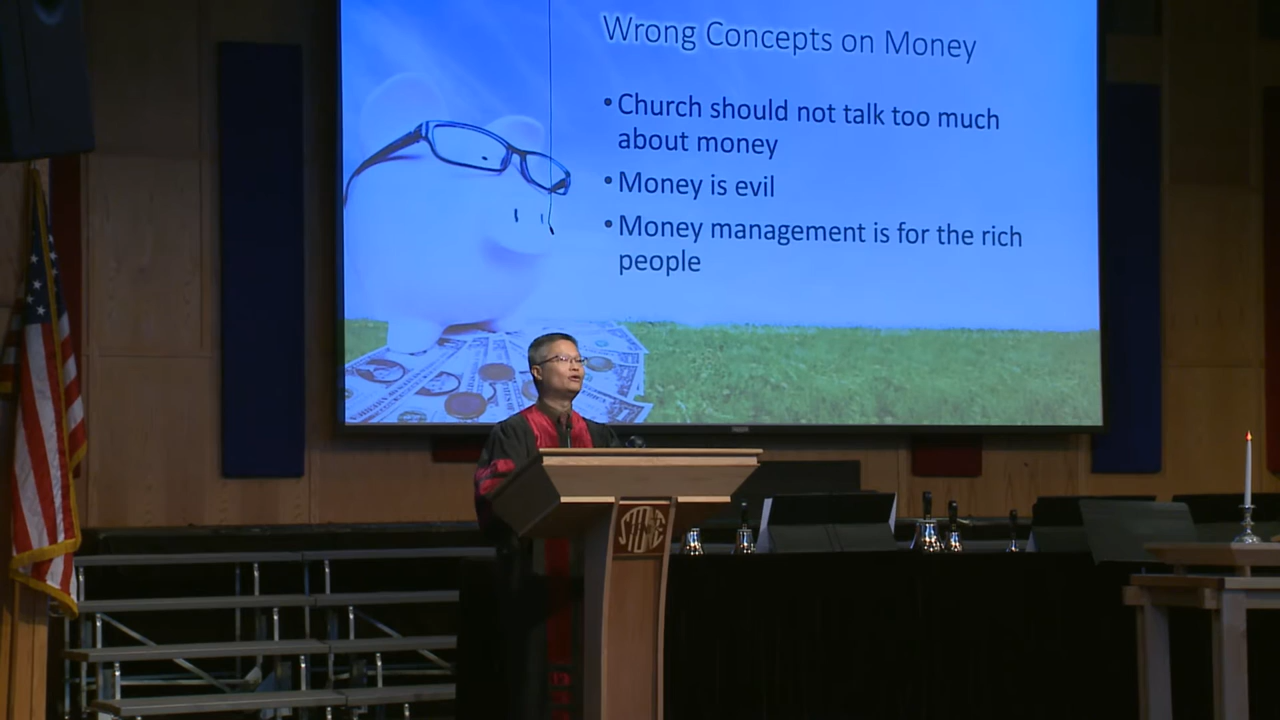 Wrong Concepts on Money
• Church should not talk too much
about money
• Money is evil
• Money management is for the rich
people